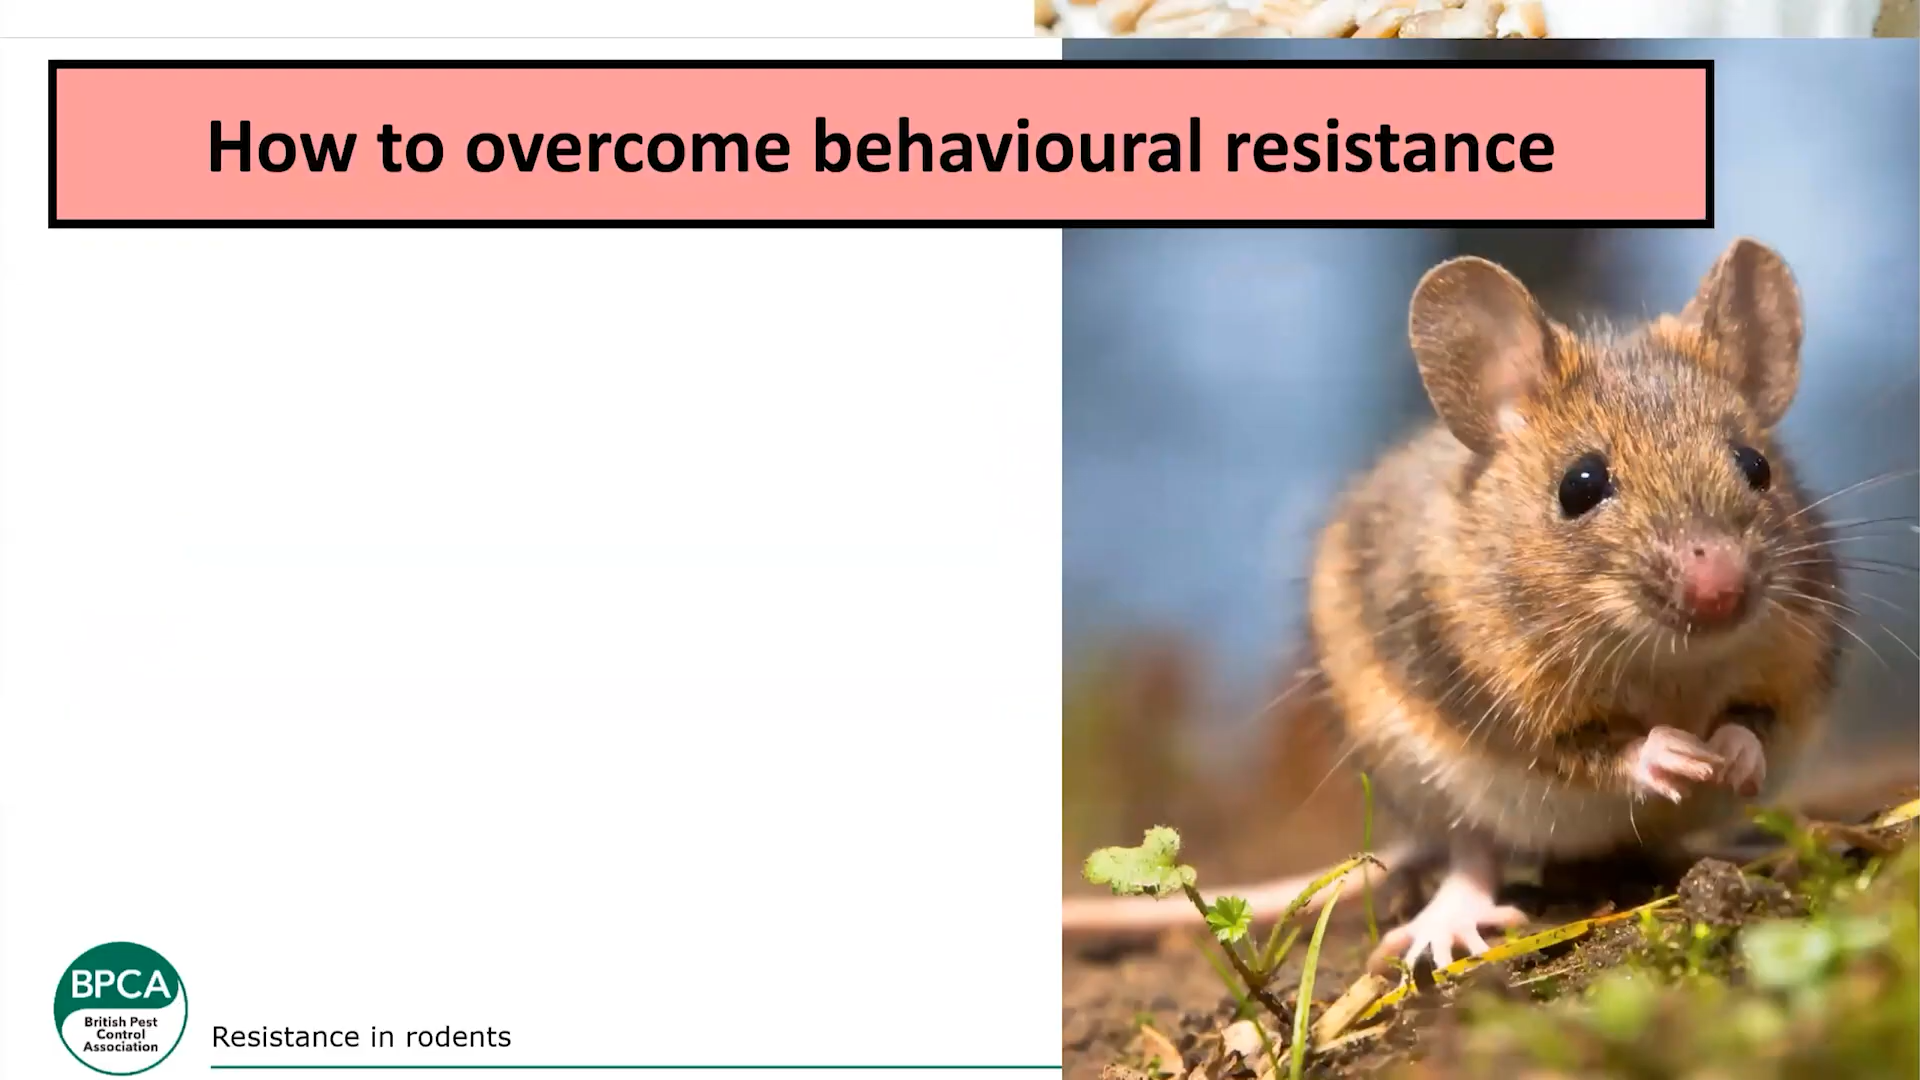 How to overcome behavioural resistance
BPCA
British Pest
Control
Association
Resistance in rodents